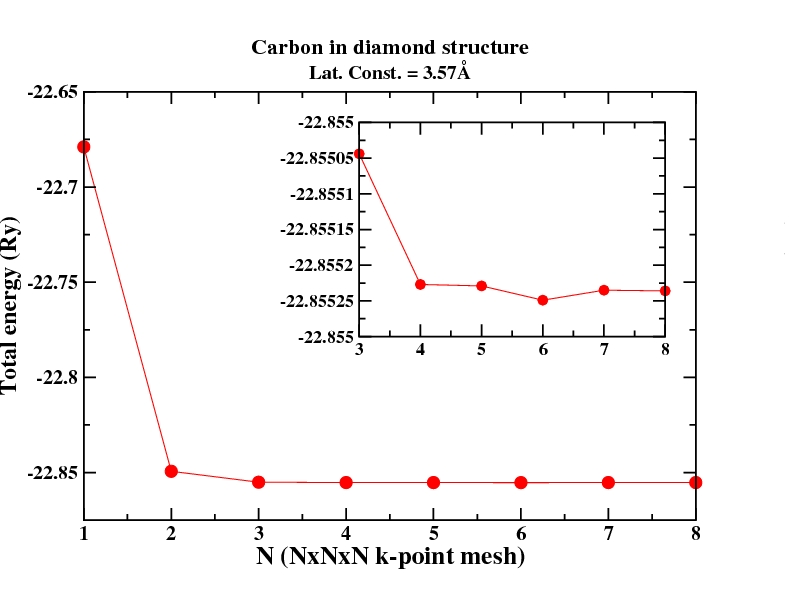 Carbon in diamond structure
Lat. Const. = 3.57Å
-22.65
-22.7
-22.75
-22.8
-22.85
Total energy (Ry)
-22.855
-22.85505
-22.8551
-22.85515
-22.8552
-22.85525
-22.855
3 4 5 6 7 8
1 2 3 4 5 6 7 8
N (NxNxN k-point mesh)